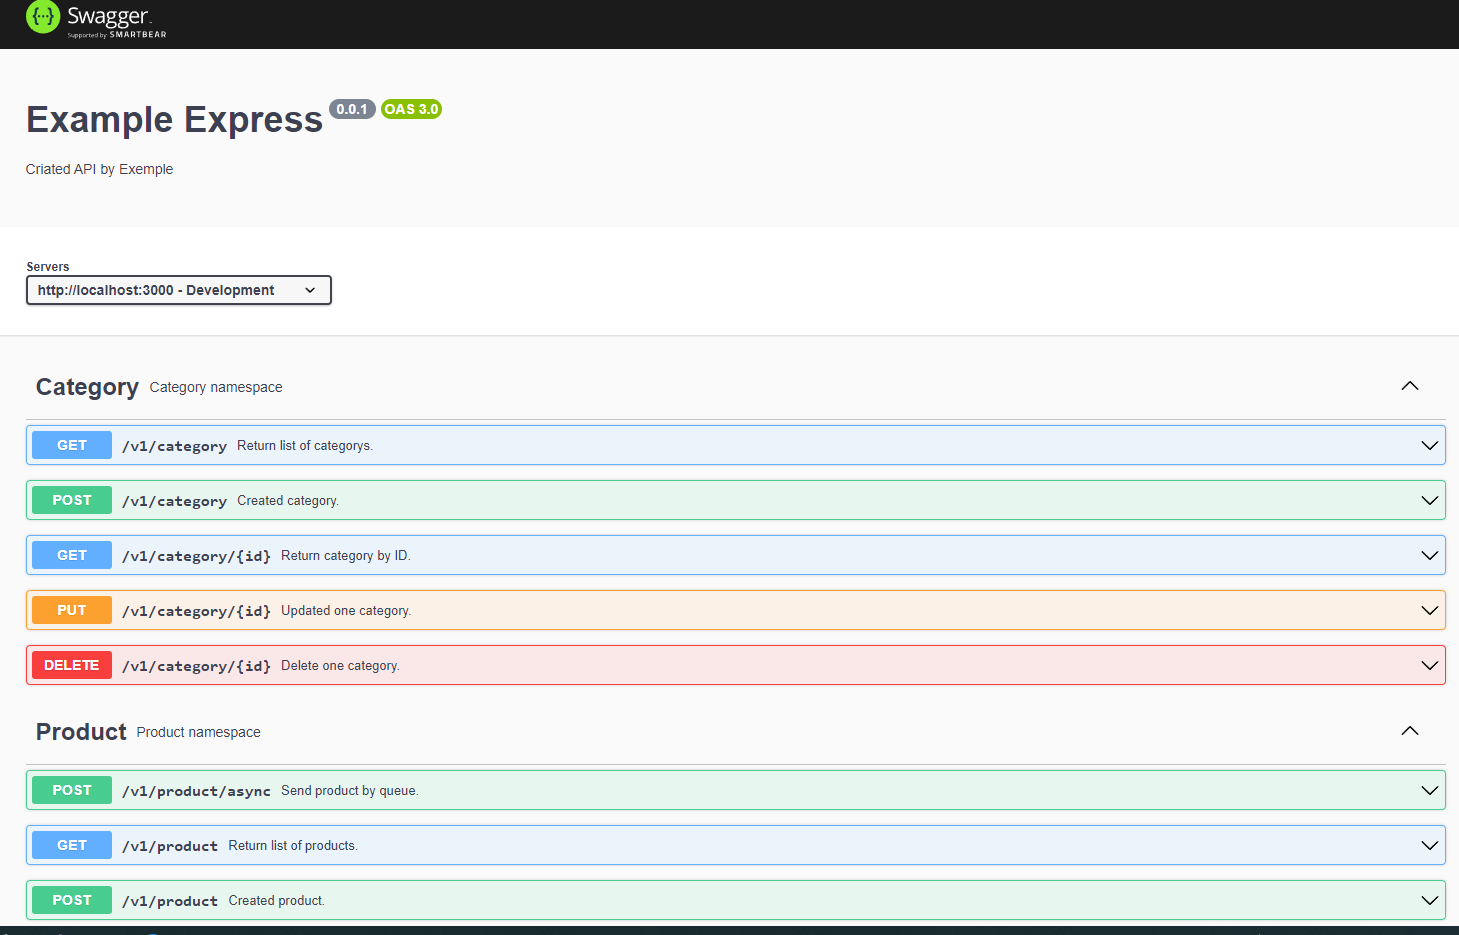 {··} Swagger.
Supported by SMARTBEAR
Example Express 0.0.1 OAS 3.0
Criated API by Exemple
Servers
http://localhost:3000 - Development
Category Category namespace
GET /v1/category Return list of categorys.
POST /v1/category Created category.
GET /v1/category/{id} Return category by ID.
PUT /v1/category/{id} Updated one category.
DELETE /v1/category/{id} Delete one category.
Product Product namespace
POST /v1/product/async Send product by queue.
GET /v1/product Return list of products.
POST /v1/product Created product.